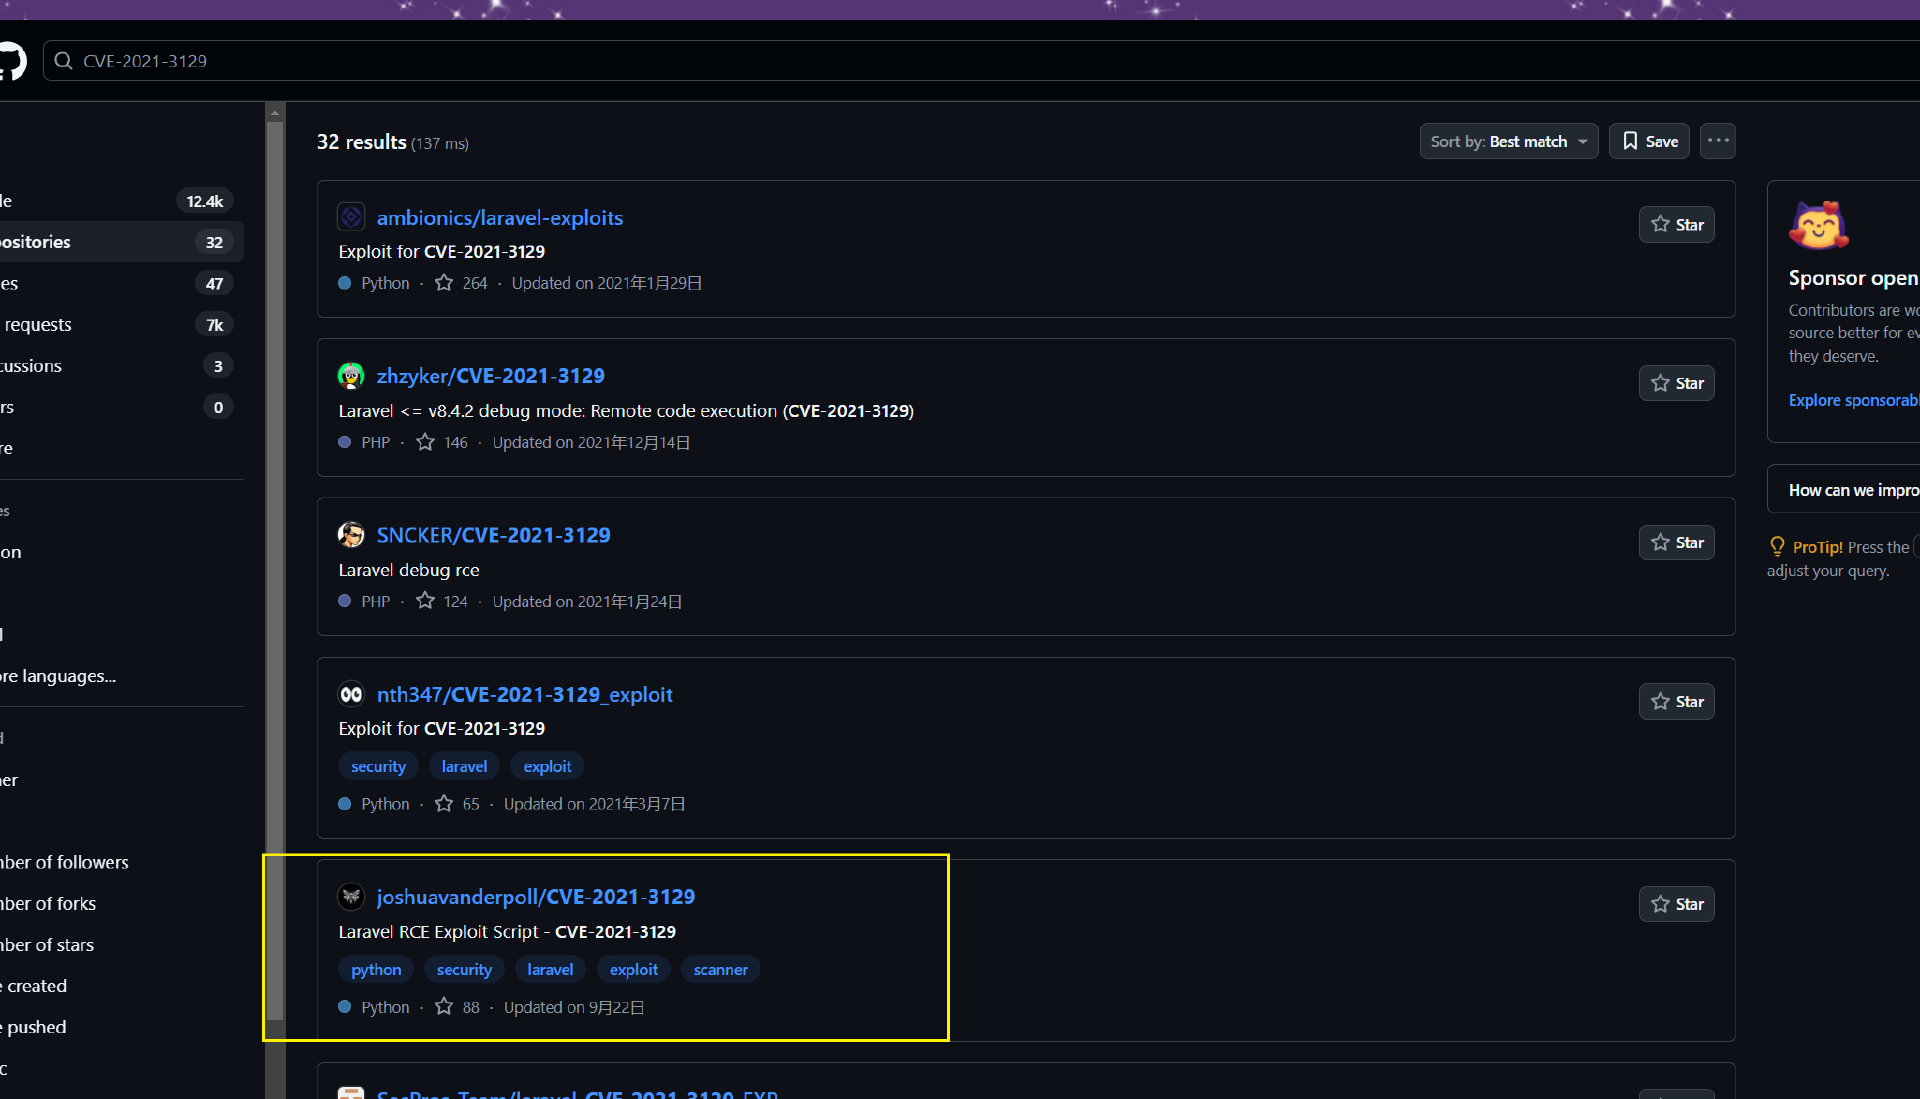 CVE-2021-3129
32 results (137 ms)
Sort by: Best match
Save
le 12.4k
ositories 32
es 47
requests 7k
cussions 3
rs 0
re
es
on
l
ore languages...
d
ner
nber of followers
nber of forks
nber of stars
e created
e pushed
c
ambionics/laravel-exploits
Star
Exploit for CVE-2021-3129
Python · 264 · Updated on 2021年1月29日
zhzyker/CVE-2021-3129
Star
Laravel <= v8.4.2 debug mode: Remote code execution (CVE-2021-3129)
PHP · 146 · Updated on 2021年12月14日
SNCKER/CVE-2021-3129
Star
Laravel debug rce
PHP · 124 · Updated on 2021年1月24日
nth347/CVE-2021-3129_exploit
Star
Exploit for CVE-2021-3129
security laravel exploit
Python · 65 · Updated on 2021年3月7日
joshuavanderpoll/CVE-2021-3129
Star
Laravel RCE Exploit Script - CVE-2021-3129
python security laravel exploit scanner
Python · 88 · Updated on 9月22日
SecPros-Team/laravel-CVE-2021-3129-EXP
Sponsor open
Contributors are wo
source better for ev
they deserve.
Explore sponsorabl
How can we impro
ProTip! Press the
adjust your query.